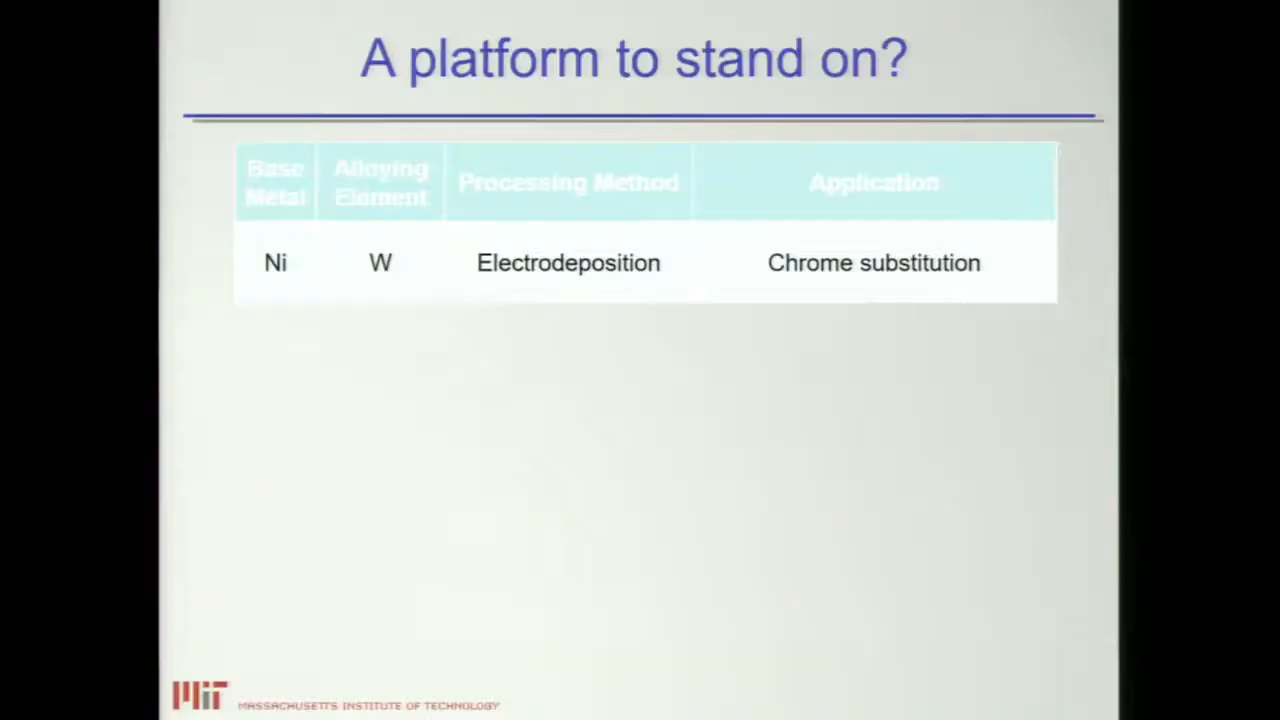 A platform to stand on?
Base Metal
Alloying Element
Processing Method
Application
Ni
W
Electrodeposition
Chrome substitution
MIT MASSACHUSETTS INSTITUTE OF TECHNOLOGY